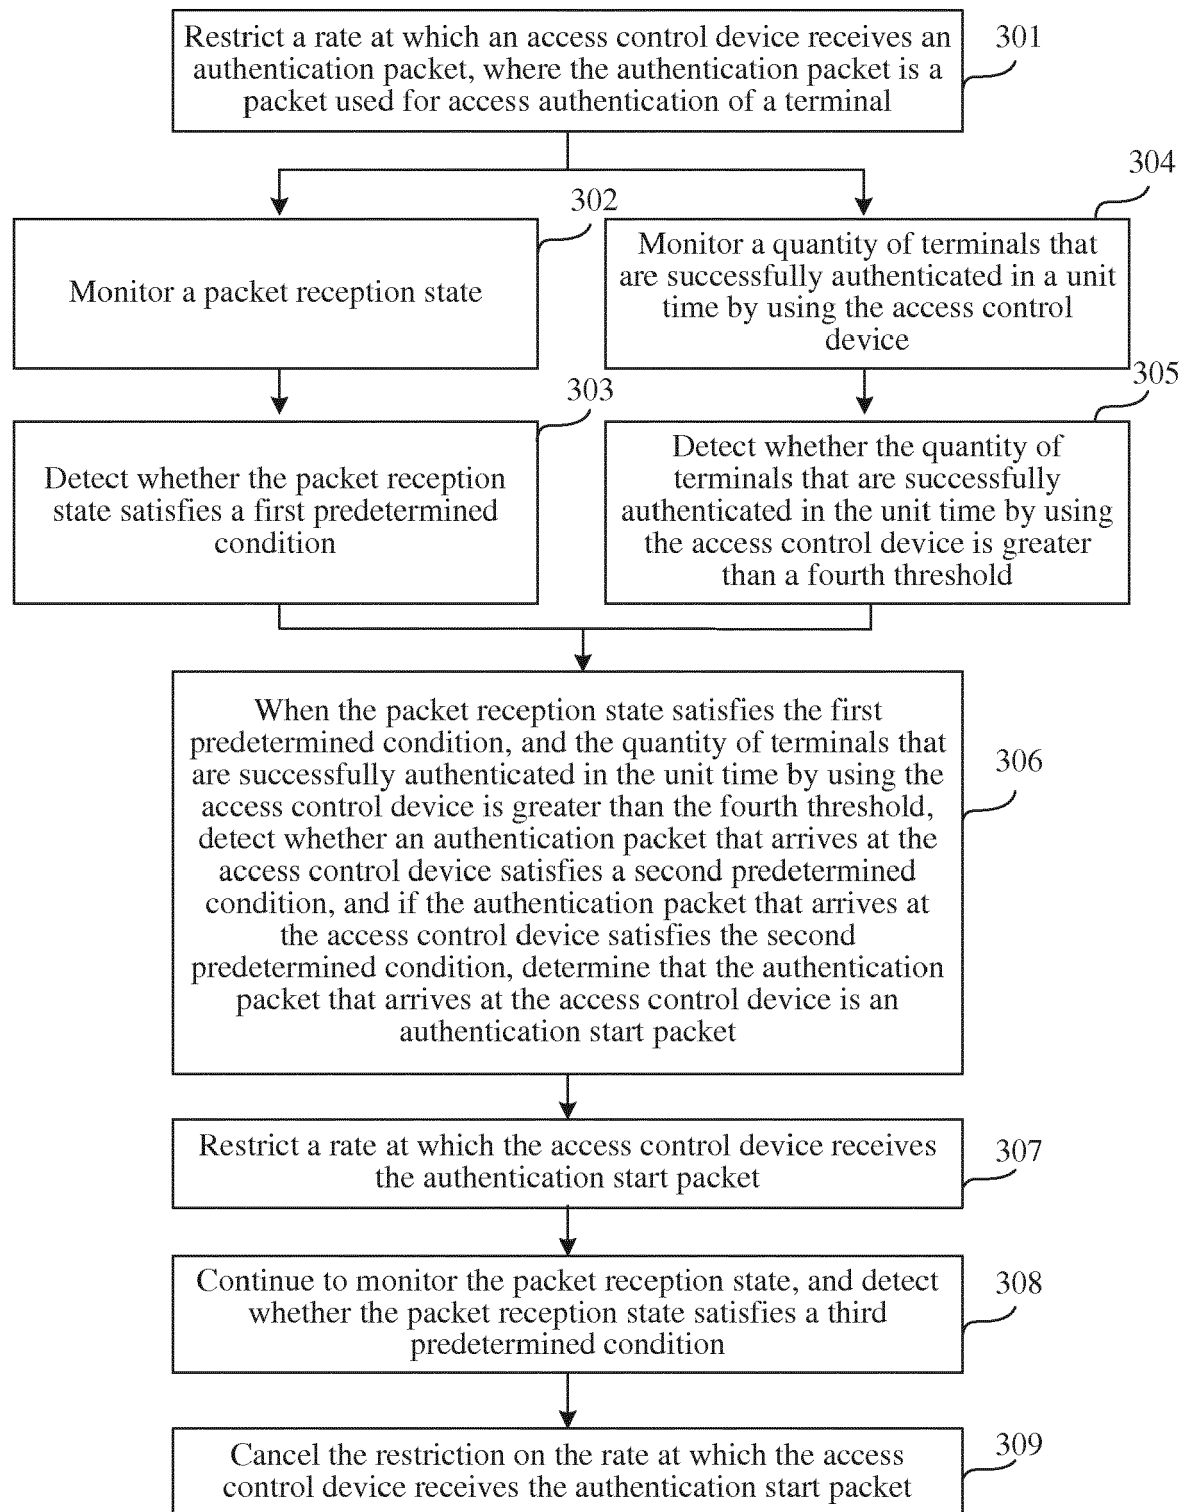 Restrict a rate at which an access control device receives an
authentication packet, where the authentication packet is a
packet used for access authentication of a terminal
301
302
Monitor a packet reception state
304
Monitor a quantity of terminals that
are successfully authenticated in a unit
time by using the access control
device
303
Detect whether the packet reception
state satisfies a first predetermined
condition
305
Detect whether the quantity of
terminals that are successfully
authenticated in the unit time by using
the access control device is greater
than a fourth threshold
When the packet reception state satisfies the first
predetermined condition, and the quantity of terminals that
are successfully authenticated in the unit time by using the
access control device is greater than the fourth threshold,
detect whether an authentication packet that arrives at the
access control device satisfies a second predetermined
condition, and if the authentication packet that arrives at
the access control device satisfies the second
predetermined condition, determine that the authentication
packet that arrives at the access control device is an
authentication start packet
306
Restrict a rate at which the access control device receives
the authentication start packet
307
Continue to monitor the packet reception state, and detect
whether the packet reception state satisfies a third
predetermined condition
308
Cancel the restriction on the rate at which the access
control device receives the authentication start packet
309